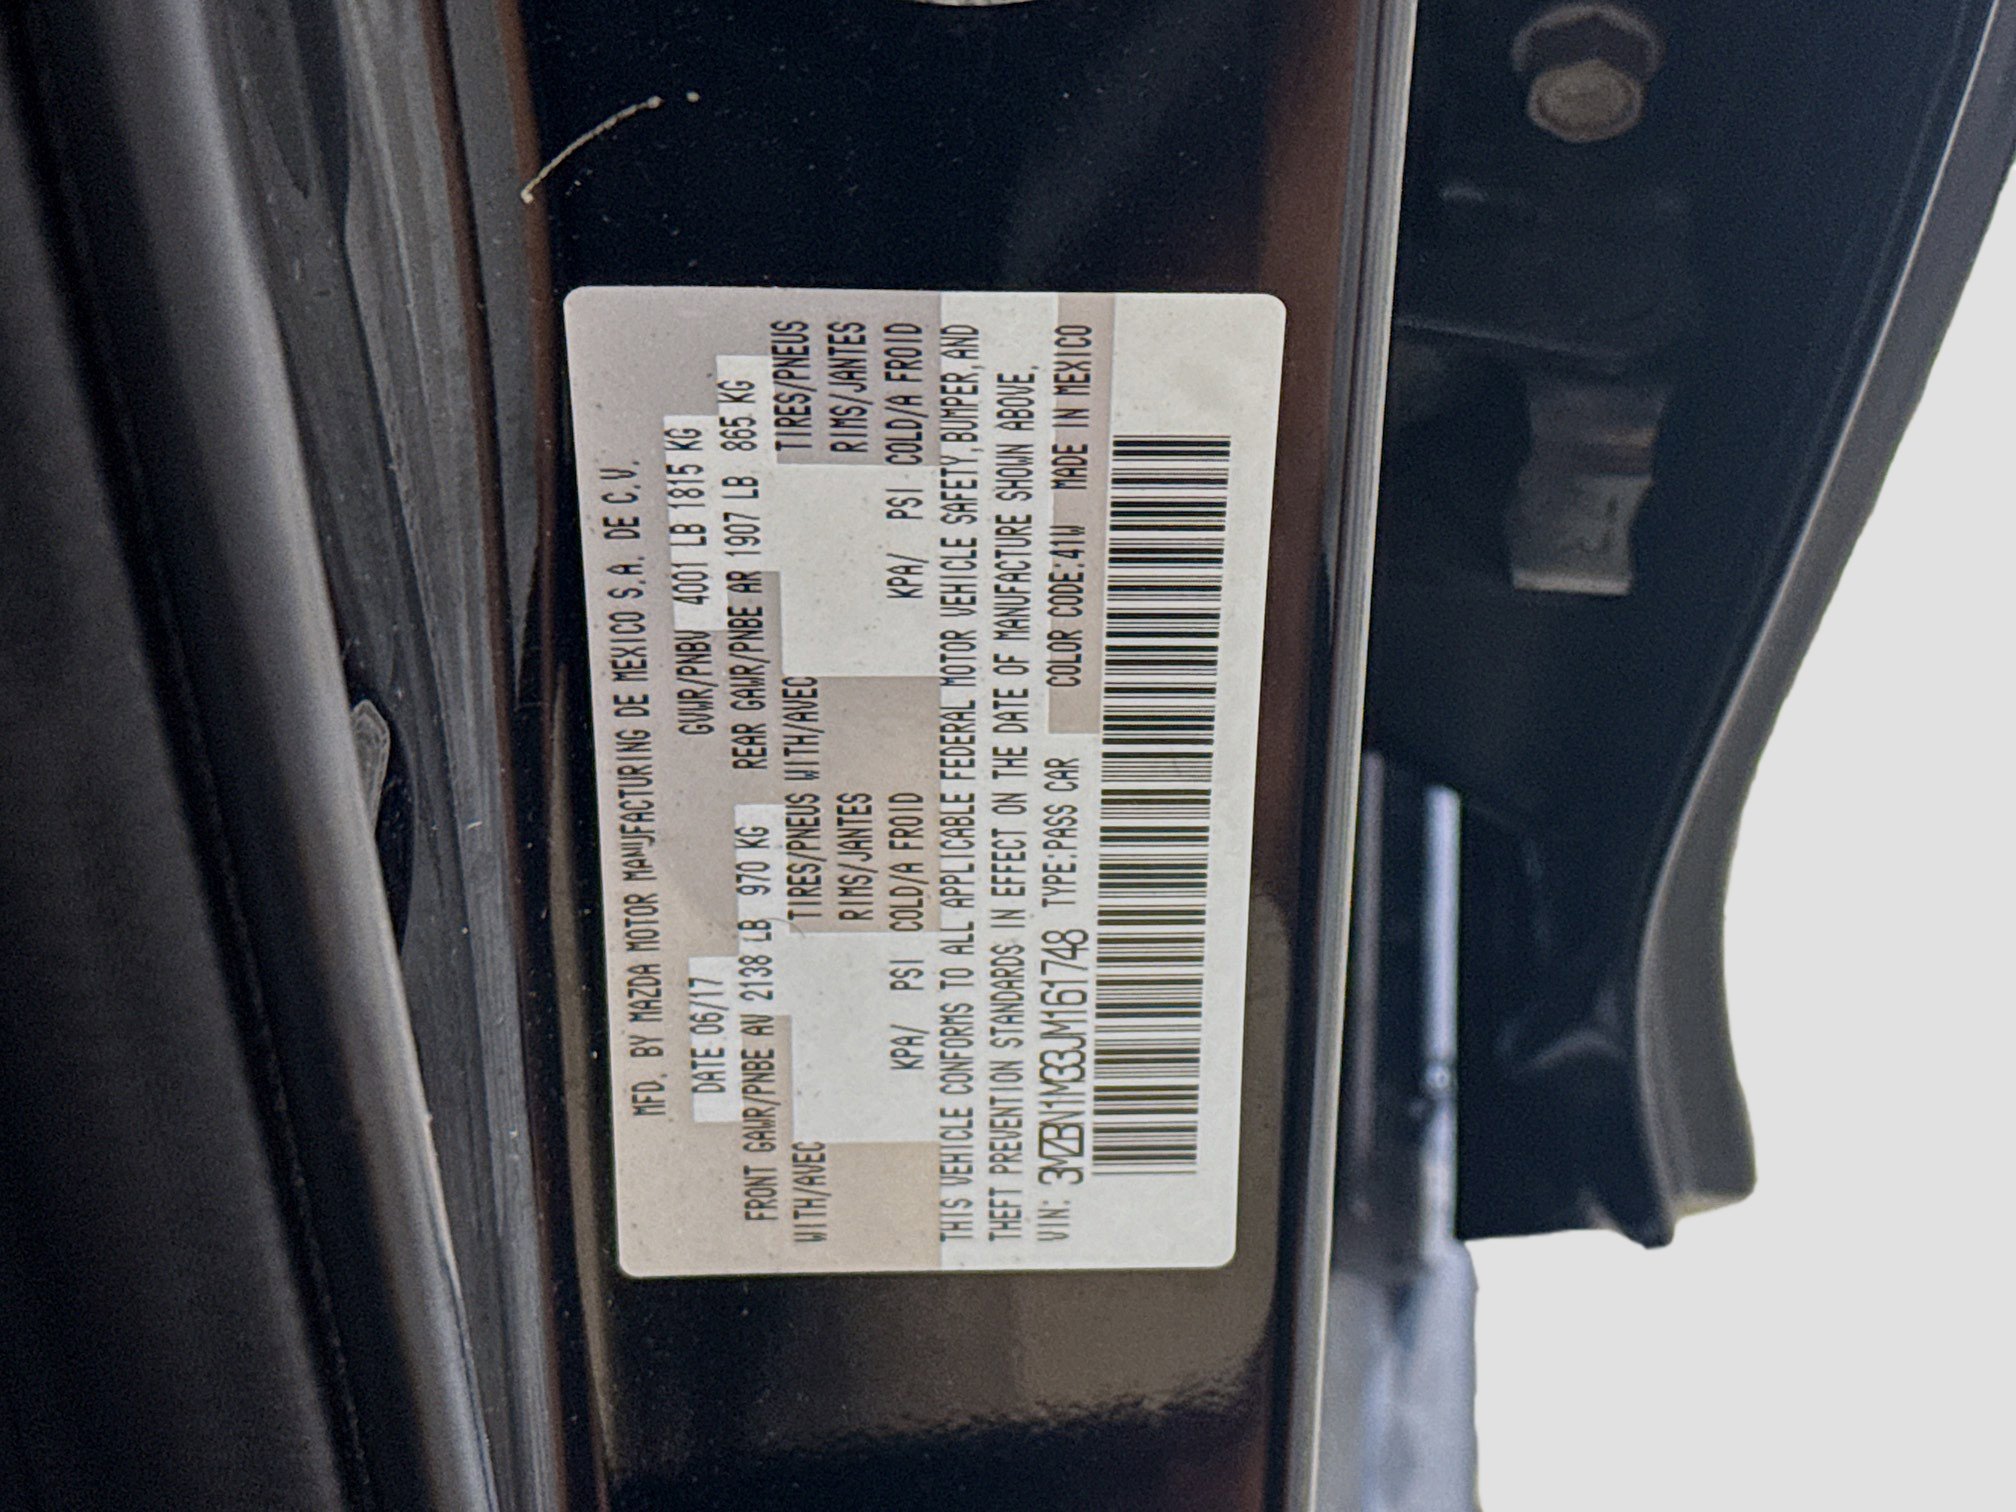 MFD. BY MAZDA MOTOR MANUFACTURING DE MEXICO S.A. DE C.V.
DATE 06/17 GVWR/PNBV 4001 LB 1815 KG
FRONT GAWR/PNBE AV 2138 LB 970 KG REAR GAWR/PNBE AR 1907 LB 865 KG
WITH/AVEC TIRES/PNEUS WITH/AVEC TIRES/PNEUS
RIMS/JANTES RIMS/JANTES
KPA/ PSI COLD/A FROID KPA/ PSI COLD/A FROID
THIS VEHICLE CONFORMS TO ALL APPLICABLE FEDERAL MOTOR VEHICLE SAFETY,BUMPER,AND
THEFT PREVENTION STANDARDS IN EFFECT ON THE DATE OF MANUFACTURE SHOWN ABOVE.
VIN: 3MZBN1M33JM161748 TYPE:PASS CAR COLOR CODE:41W MADE IN MEXICO